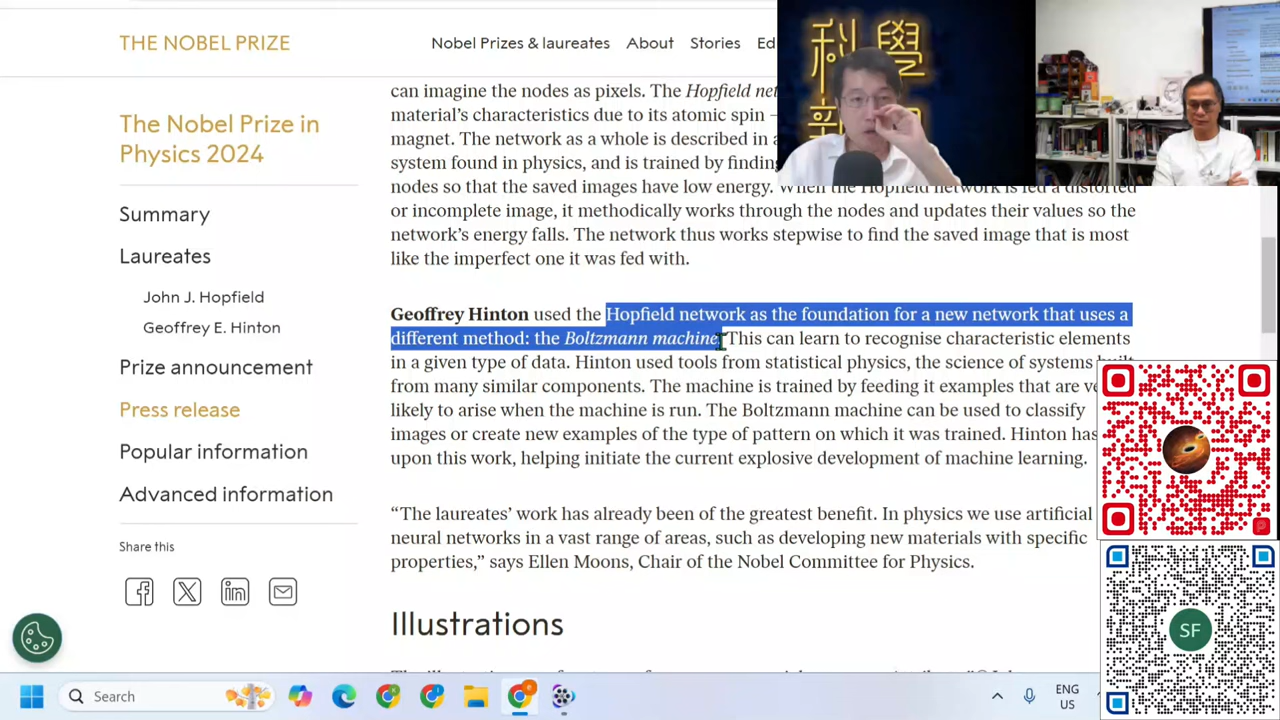 THE NOBEL PRIZE
Nobel Prizes & laureates
About
Stories
Ed
The Nobel Prize in
Physics 2024
Summary
Laureates
John J. Hopfield
Geoffrey E. Hinton
Prize announcement
Press release
Popular information
Advanced information
Share this
can imagine the nodes as pixels. The Hopfield
material's characteristics due to its atomic spin –
magnet. The network as a whole is described in a
system found in physics, and is trained by finding
nodes so that the saved images have low energy. When the Hopfield network is fed a distorted
or incomplete image, it methodically works through the nodes and updates their values so the
network's energy falls. The network thus works stepwise to find the saved image that is most
like the imperfect one it was fed with.
Geoffrey Hinton used the Hopfield network as the foundation for a new network that uses a
different method: the Boltzmann machine. This can learn to recognise characteristic elements
in a given type of data. Hinton used tools from statistical physics, the science of systems built
from many similar components. The machine is trained by feeding it examples that are
likely to arise when the machine is run. The Boltzmann machine can be used to classify
images or create new examples of the type of pattern on which it was trained. Hinton has
upon this work, helping initiate the current explosive development of machine learning.
“The laureates' work has already been of the greatest benefit. In physics we use artificial
neural networks in a vast range of areas, such as developing new materials with specific
properties,” says Ellen Moons, Chair of the Nobel Committee for Physics.
Illustrations
科學
SF
Search
ENG
US